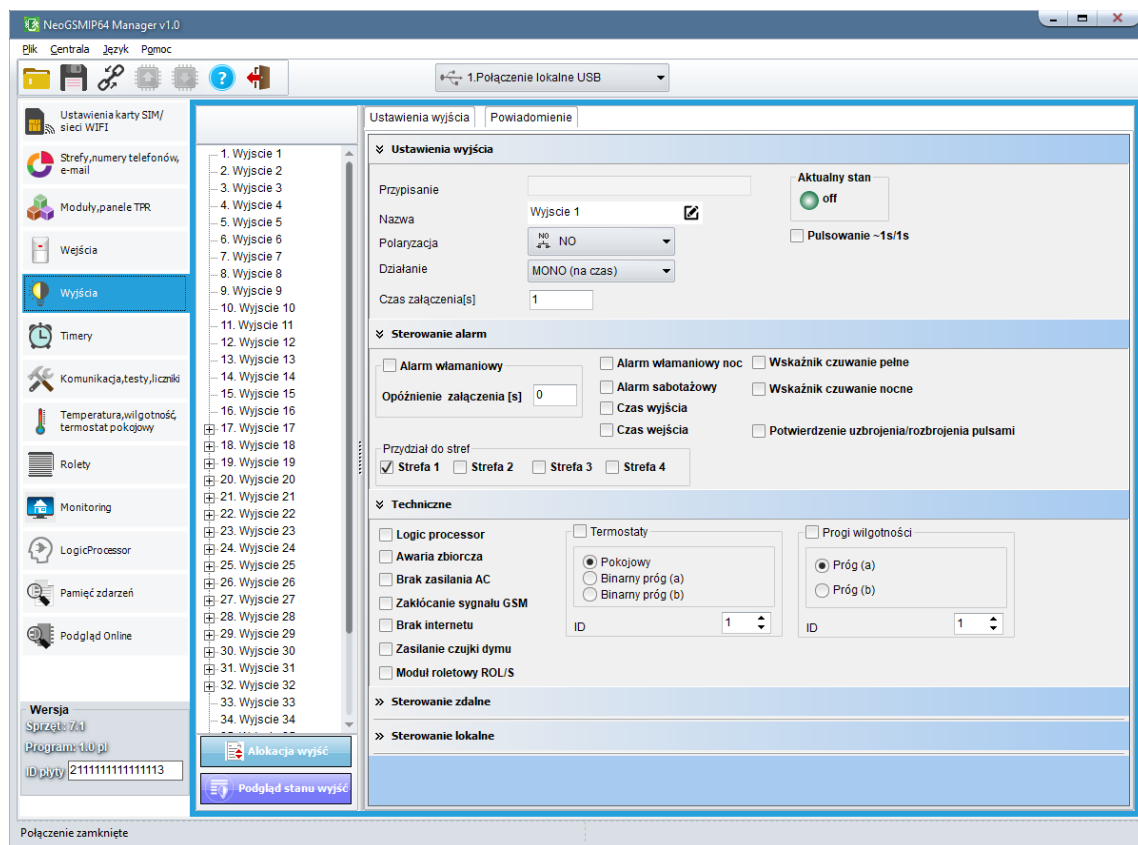 NeoGSMIP64 Manager v1.0
Plik Centrala Język Pomoc
1.Połączenie lokalne USB
Ustawienia karty SIM/
sieci WIFI
Strefy,numery telefonów,
e-mail
Moduły,panele TPR
Wejścia
Wyjścia
Timery
Komunikacja,testy,liczniki
Temperatura,wilgotność,
termostat pokojowy
Rolety
Monitoring
LogicProcessor
Pamięć zdarzeń
Podgląd Online
Wersja
Sprzęt: 7.1
Program: 1.0 pl
ID płyty 2111111111111113
1. Wyjscie 1
2. Wyjscie 2
3. Wyjscie 3
4. Wyjscie 4
5. Wyjscie 5
6. Wyjscie 6
7. Wyjscie 7
8. Wyjscie 8
9. Wyjscie 9
10. Wyjscie 10
11. Wyjscie 11
12. Wyjscie 12
13. Wyjscie 13
14. Wyjscie 14
15. Wyjscie 15
16. Wyjscie 16
17. Wyjscie 17
18. Wyjscie 18
19. Wyjscie 19
20. Wyjscie 20
21. Wyjscie 21
22. Wyjscie 22
23. Wyjscie 23
24. Wyjscie 24
25. Wyjscie 25
26. Wyjscie 26
27. Wyjscie 27
28. Wyjscie 28
29. Wyjscie 29
30. Wyjscie 30
31. Wyjscie 31
32. Wyjscie 32
33. Wyjscie 33
34. Wyjscie 34
Alokacja wyjść
Podgląd stanu wyjść
Ustawienia wyjścia Powiadomienie
Ustawienia wyjścia
Przypisanie
Nazwa Wyjscie 1
Polaryzacja NO NO
Działanie MONO (na czas)
Czas załączenia[s] 1
Aktualny stan
off
Pulsowanie ~1s/1s
Sterowanie alarm
Alarm włamaniowy
Opóźnienie załączenia [s] 0
Alarm włamaniowy noc
Alarm sabotażowy
Czas wyjścia
Czas wejścia
Wskaźnik czuwanie pełne
Wskaźnik czuwanie nocne
Potwierdzenie uzbrojenia/rozbrojenia pulsami
Przydział do stref
Strefa 1 Strefa 2 Strefa 3 Strefa 4
Techniczne
Logic processor
Awaria zbiorcza
Brak zasilania AC
Zakłócanie sygnału GSM
Brak internetu
Zasilanie czujki dymu
Moduł roletowy ROL/S
Termostaty
Pokojowy
Binarny próg (a)
Binarny próg (b)
ID 1
Progi wilgotności
Próg (a)
Próg (b)
ID 1
Sterowanie zdalne
Sterowanie lokalne
Połączenie zamknięte